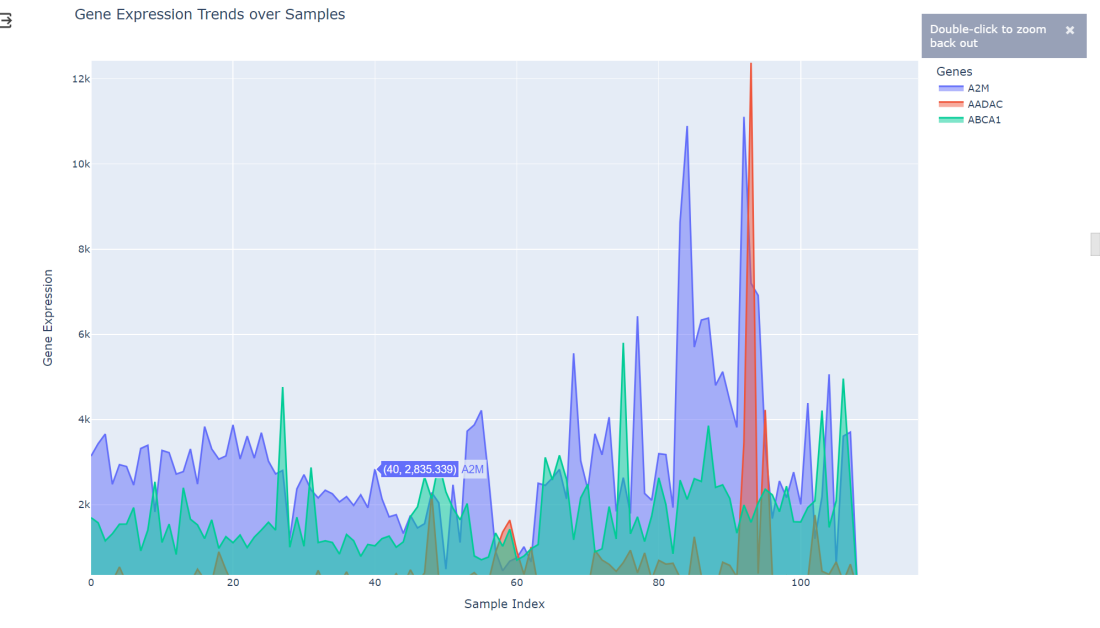 Gene Expression Trends over Samples
Double-click to zoom ×
back out
Genes
A2M
AADAC
ABCA1
12k
10k
8k
6k
4k
2k
Gene Expression
(40, 2,835.339) A2M
0 20 40 60 80 100
Sample Index